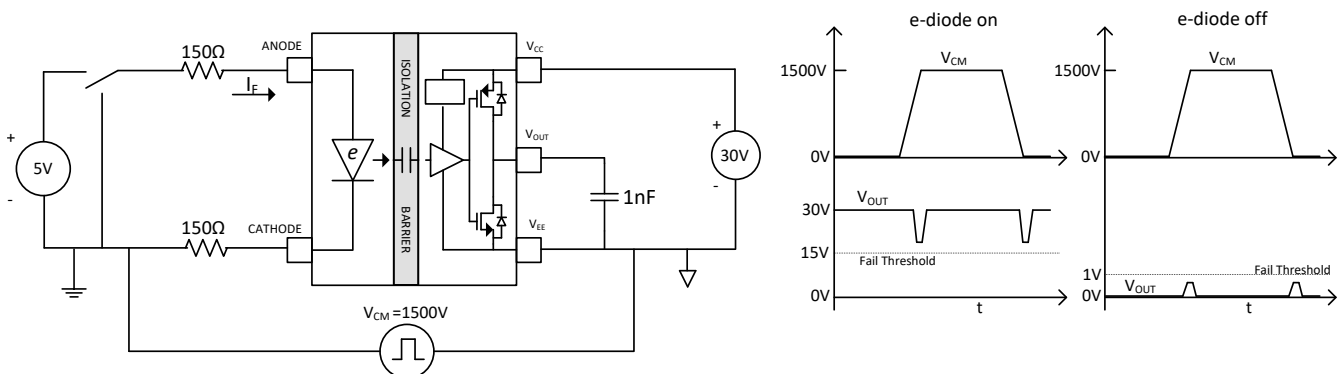 150Ω
ANODE
I_F
+
5V
-
150Ω
CATHODE
e
ISOLATION
BARRIER
V_CC
V_OUT
V_EE
+
30V
-
1nF
V_CM =1500V
e-diode on
1500V
V_CM
0V
30V
V_OUT
15V
Fail Threshold
0V
t
e-diode off
1500V
V_CM
0V
1V
Fail Threshold
0V
V_OUT
t